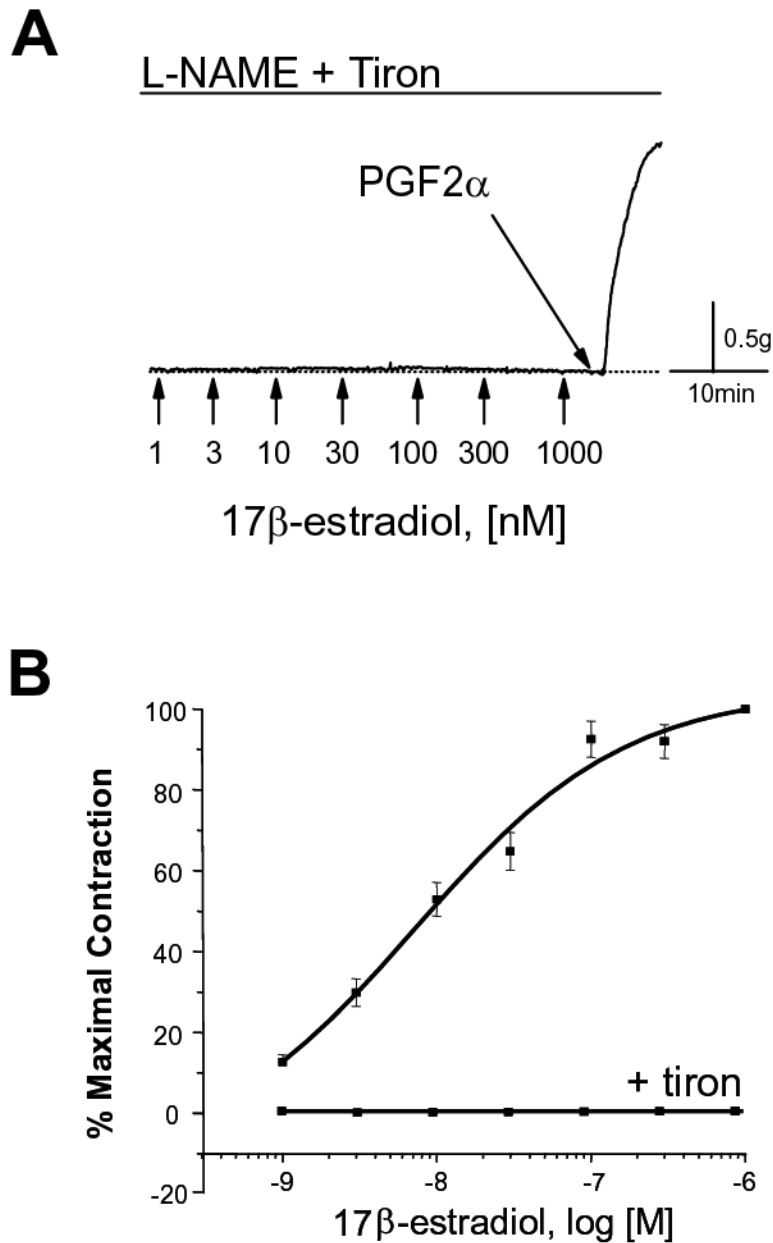 A
L-NAME + Tiron
PGF2α
0.5g
10min
1 3 10 30 100 300 1000
17β-estradiol, [nM]
B
% Maximal Contraction
100
80
60
40
20
0
-20
+ tiron
-9 -8 -7 -6
17β-estradiol, log [M]